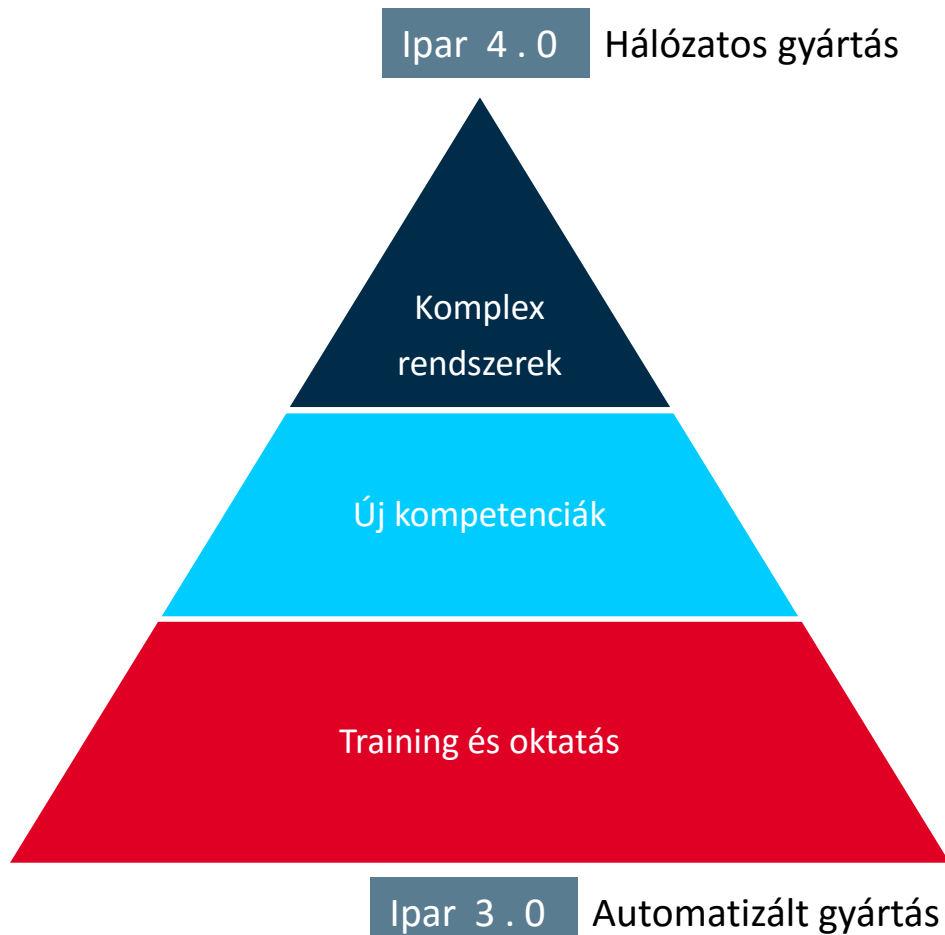 Ipar 4.0 Hálózatos gyártás
Komplex
rendszerek
Új kompetenciák
Training és oktatás
Ipar 3.0 Automatizált gyártás